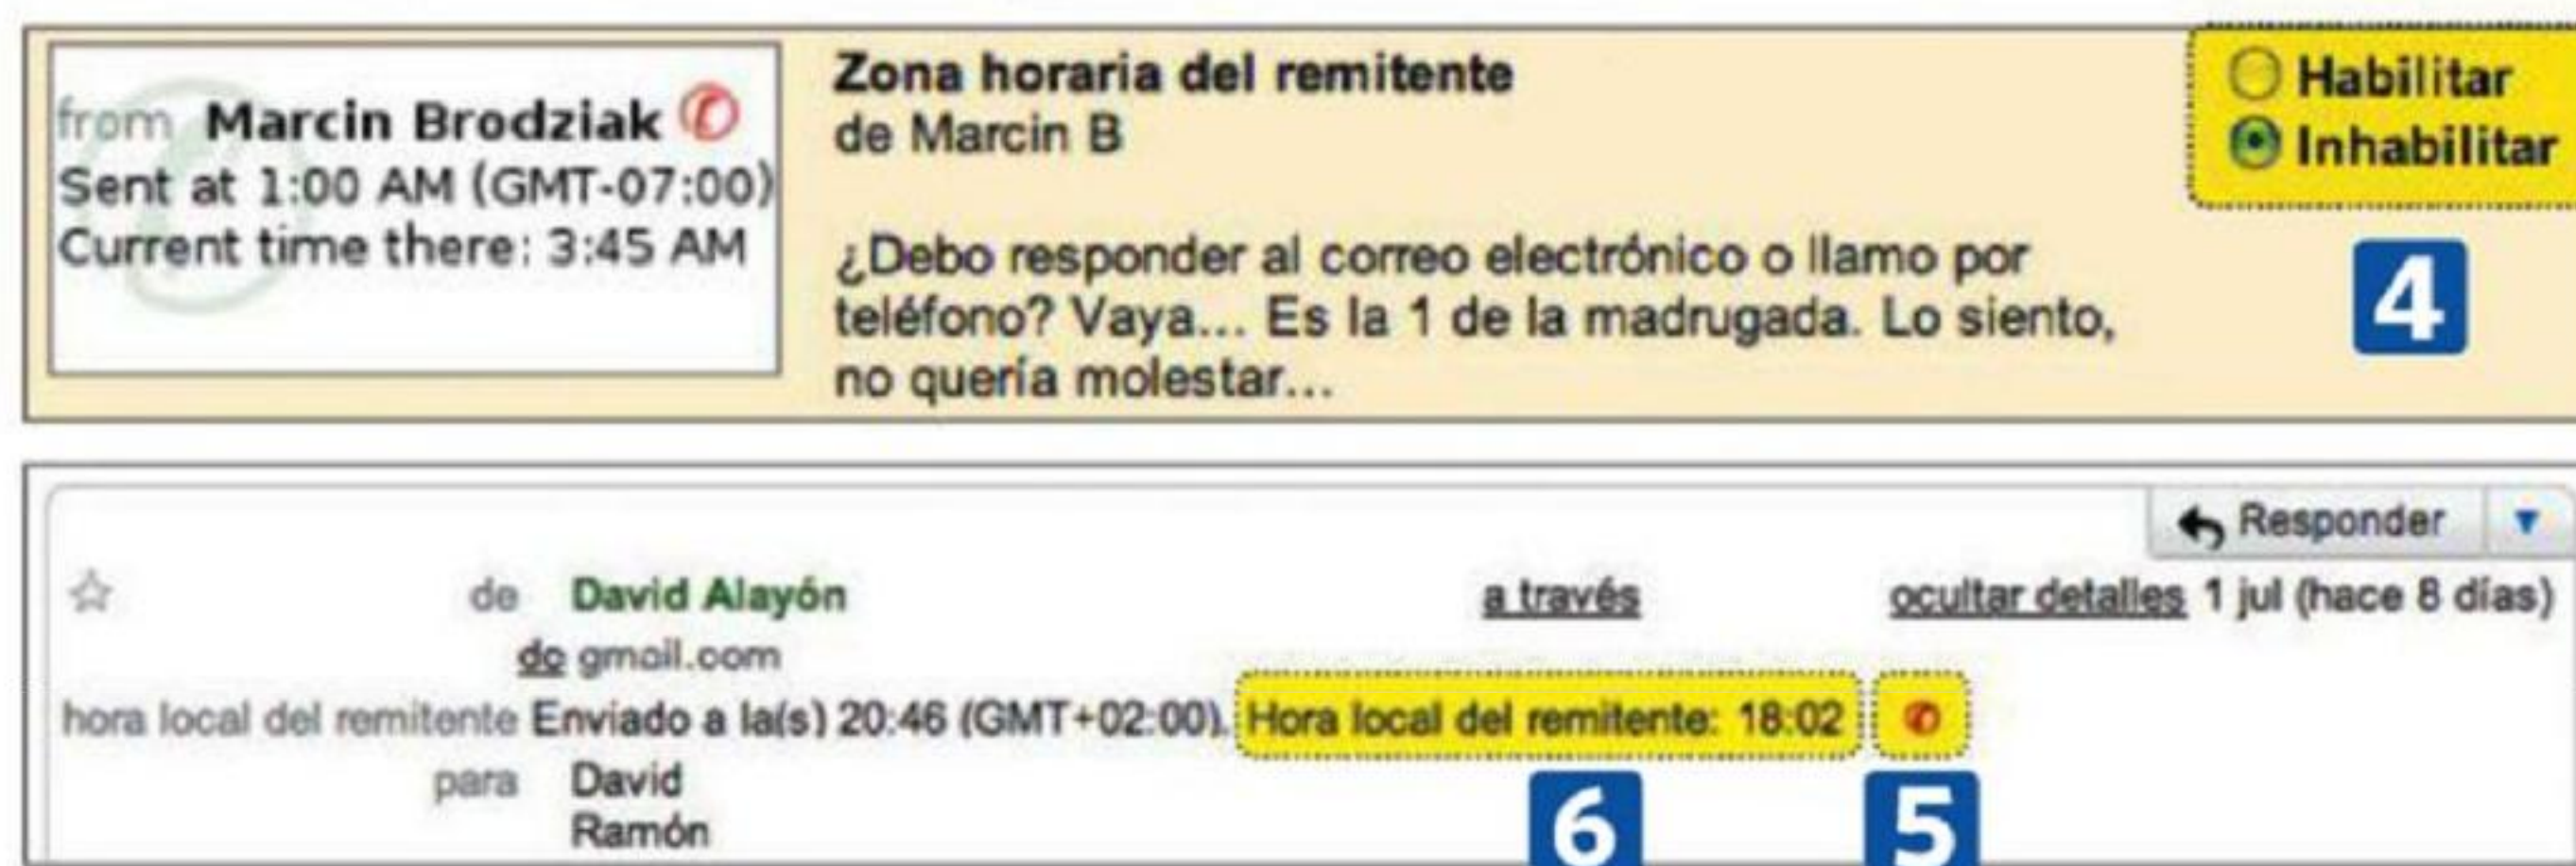 from Marcin Brodziak
Sent at 1:00 AM (GMT-07:00)
Current time there: 3:45 AM
Zona horaria del remitente
de Marcin B
¿Debo responder al correo electrónico o llamo por
teléfono? Vaya... Es la 1 de la madrugada. Lo siento,
no quería molestar...
Habilitar
Inhabilitar
4
Responder
de David Alayón a través ocultar detalles 1 jul (hace 8 días)
de gmail.com
hora local del remitente Enviado a la(s) 20:46 (GMT+02:00). Hora local del remitente: 18:02
para David
Ramón
6 5